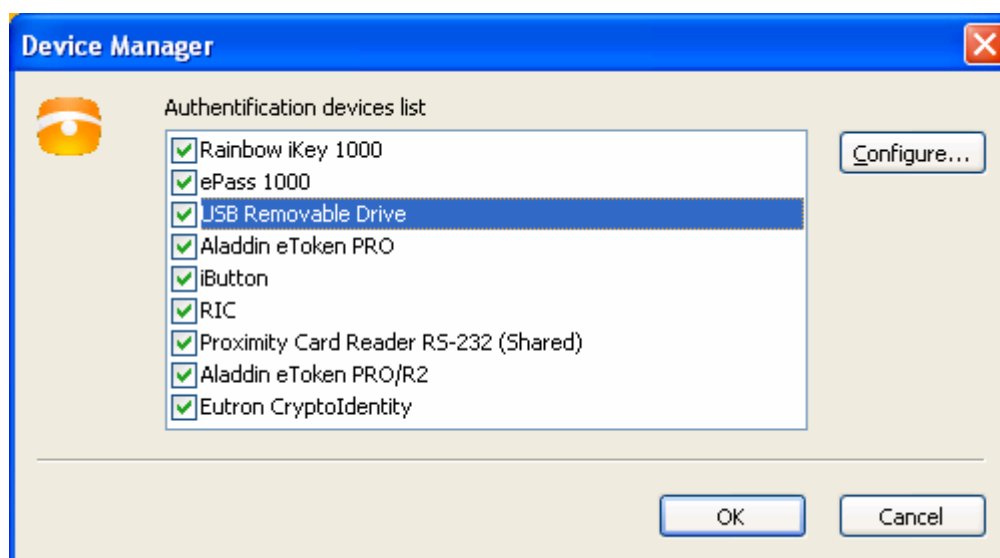 Device Manager
Authentification devices list
Rainbow iKey 1000
Configure...
ePass 1000
USB Removable Drive
Aladdin eToken PRO
iButton
RIC
Proximity Card Reader RS-232 (Shared)
Aladdin eToken PRO/R2
Eutron CryptoIdentity
OK
Cancel